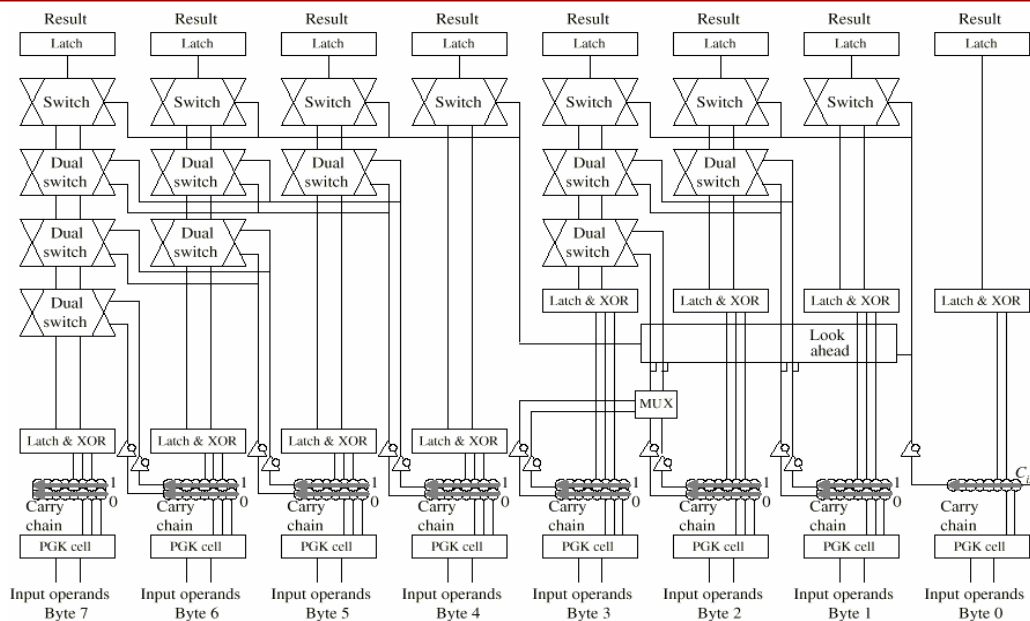 Result Result Result Result Result Result Result Result
Latch Latch Latch Latch Latch Latch Latch Latch
Switch Switch Switch Switch Switch Switch Switch
Dual switch Dual switch Dual switch Dual switch Dual switch
Dual switch Dual switch Dual switch
Dual switch Latch & XOR Latch & XOR Latch & XOR Latch & XOR
Look ahead
MUX
Latch & XOR Latch & XOR Latch & XOR Latch & XOR
1 1 1 1 1 1 1
0 0 0 0 0 0 0
Carry chain Carry chain Carry chain Carry chain Carry chain Carry chain Carry chain Carry chain
PGK cell PGK cell PGK cell PGK cell PGK cell PGK cell PGK cell PGK cell
Input operands Input operands Input operands Input operands Input operands Input operands Input operands Input operands
Byte 7 Byte 6 Byte 5 Byte 4 Byte 3 Byte 2 Byte 1 Byte 0